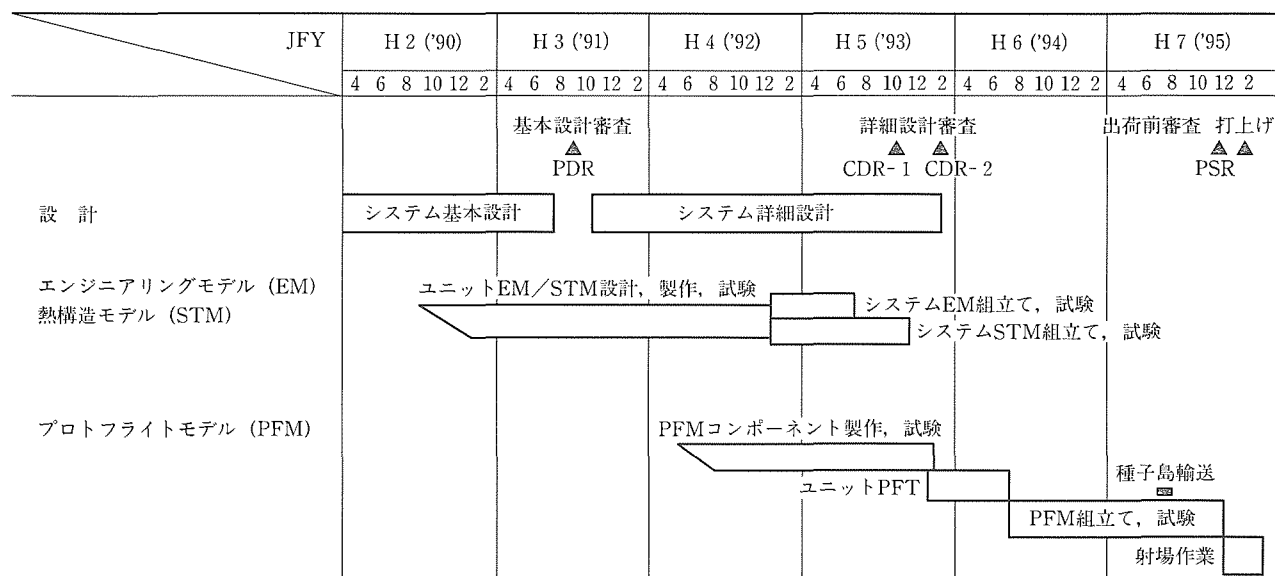 JFY H 2 ('90) H 3 ('91) H 4 ('92) H 5 ('93) H 6 ('94) H 7 ('95)
4 6 8 10 12 2 4 6 8 10 12 2 4 6 8 10 12 2 4 6 8 10 12 2 4 6 8 10 12 2 4 6 8 10 12 2
基本設計審査 詳細設計審査 出荷前審査 打上げ
PDR CDR-1 CDR-2 PSR
設 計 システム基本設計 システム詳細設計
エンジニアリングモデル (EM) ユニットEM/STM設計, 製作, 試験 システムEM組立て, 試験
熱構造モデル (STM) システムSTM組立て, 試験
プロトフライトモデル (PFM) PFMコンポーネント製作, 試験
種子島輸送
ユニットPFT
PFM組立て, 試験
射場作業